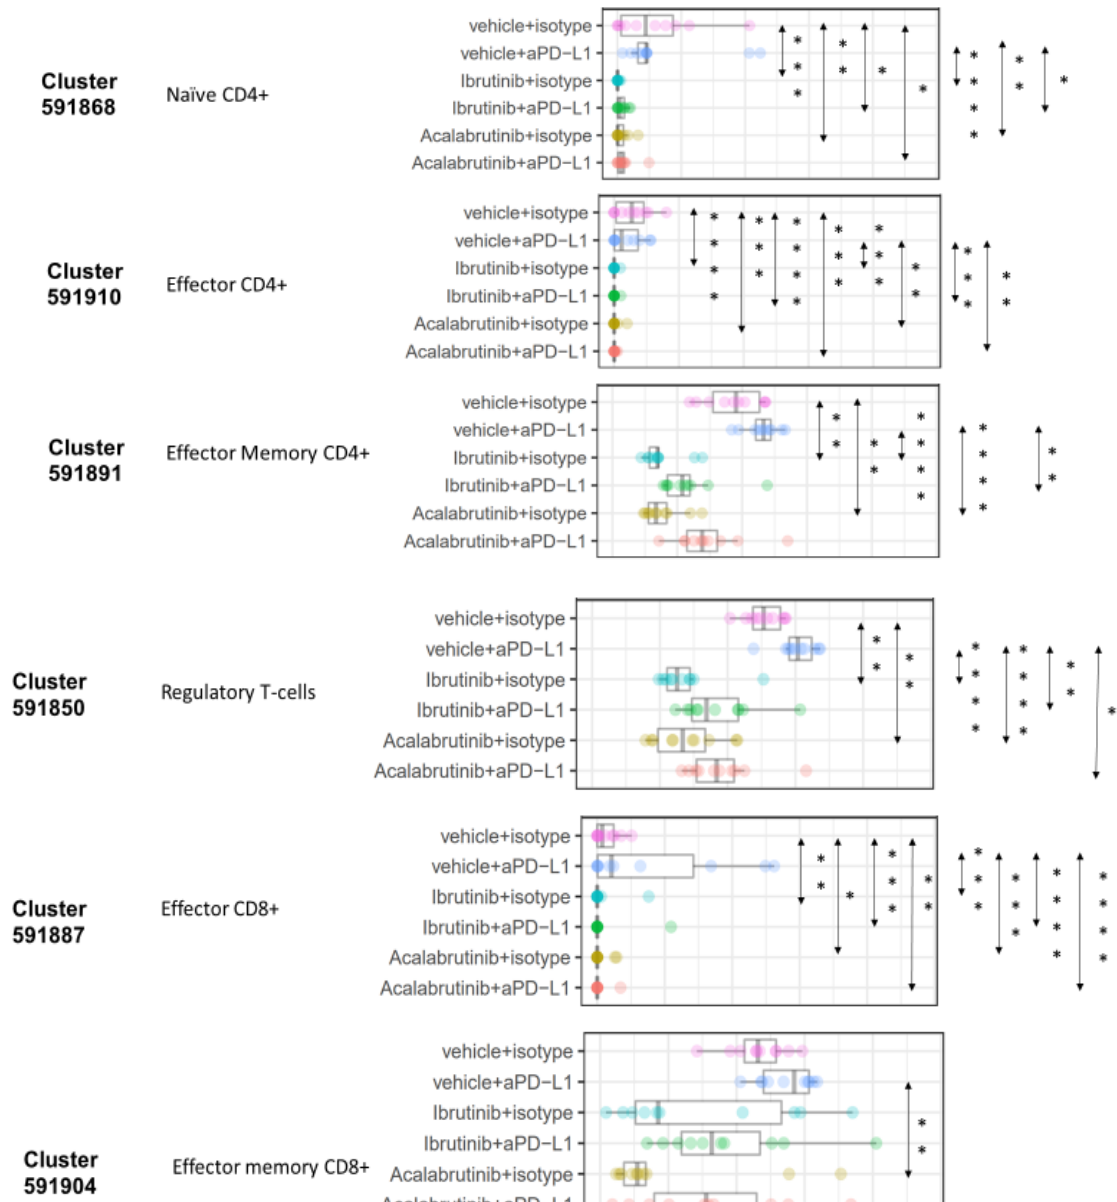 Cluster
591868
Naïve CD4+
vehicle+isotype
vehicle+aPD−L1
Ibrutinib+isotype
Ibrutinib+aPD−L1
Acalabrutinib+isotype
Acalabrutinib+aPD−L1
* * *
* *
*
*
* * * *
* *
*
Cluster
591910
Effector CD4+
vehicle+isotype
vehicle+aPD−L1
Ibrutinib+isotype
Ibrutinib+aPD−L1
Acalabrutinib+isotype
Acalabrutinib+aPD−L1
* * * *
* * *
* * * *
* * *
* * *
* *
* * *
* *
Cluster
591891
Effector Memory CD4+
vehicle+isotype
vehicle+aPD−L1
Ibrutinib+isotype
Ibrutinib+aPD−L1
Acalabrutinib+isotype
Acalabrutinib+aPD−L1
* *
* *
* * * *
* * * *
* *
Cluster
591850
Regulatory T-cells
vehicle+isotype
vehicle+aPD−L1
Ibrutinib+isotype
Ibrutinib+aPD−L1
Acalabrutinib+isotype
Acalabrutinib+aPD−L1
* *
* *
* * * *
* * * *
* *
*
Cluster
591887
Effector CD8+
vehicle+isotype
vehicle+aPD−L1
Ibrutinib+isotype
Ibrutinib+aPD−L1
Acalabrutinib+isotype
Acalabrutinib+aPD−L1
* *
*
* * *
* *
* * *
* * *
* * * *
* * * *
Cluster
591904
Effector memory CD8+
vehicle+isotype
vehicle+aPD−L1
Ibrutinib+isotype
Ibrutinib+aPD−L1
Acalabrutinib+isotype
Acalabrutinib+aPD−L1
* *